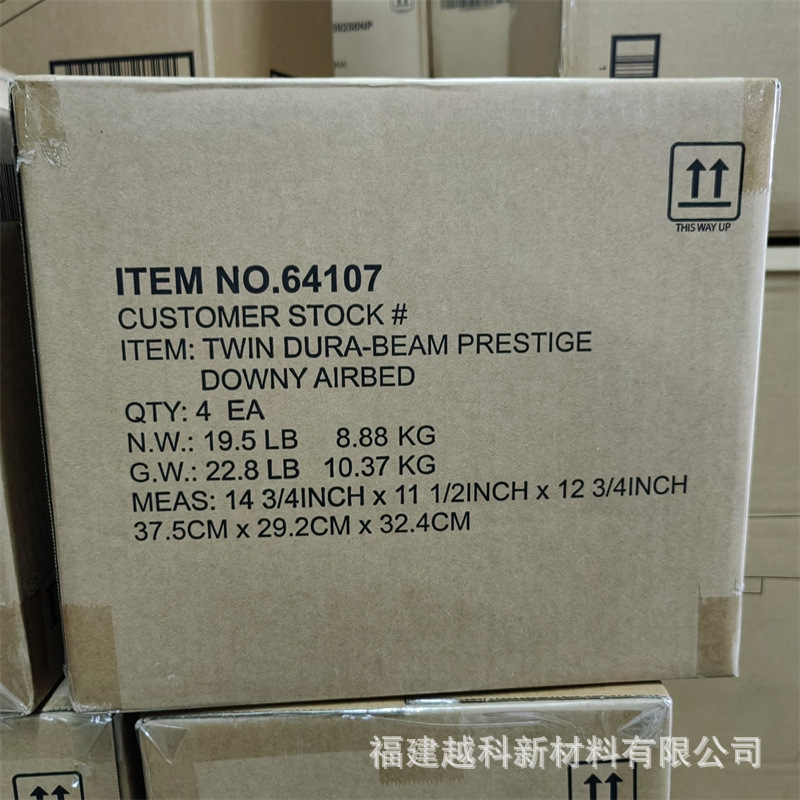 THIS WAY UP
ITEM NO.64107
CUSTOMER STOCK #
ITEM: TWIN DURA-BEAM PRESTIGE
DOWNY AIRBED
QTY: 4 EA
N.W.: 19.5 LB 8.88 KG
G.W.: 22.8 LB 10.37 KG
MEAS: 14 3/4INCH x 11 1/2INCH x 12 3/4INCH
37.5CM x 29.2CM x 32.4CM
福建越科新材料有限公司